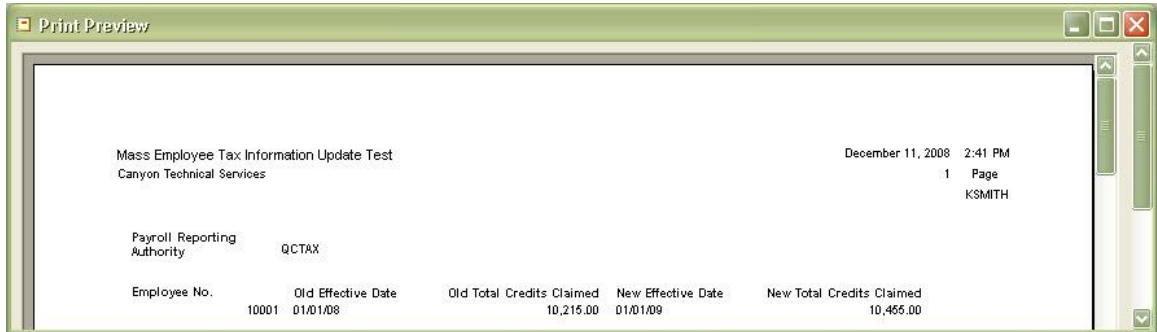 Print Preview
Mass Employee Tax Information Update Test December 11, 2008 2:41 PM
Canyon Technical Services 1 Page
KSMITH
Payroll Reporting
Authority QCTAX
Employee No. Old Effective Date Old Total Credits Claimed New Effective Date New Total Credits Claimed
10001 01/01/08 10,215.00 01/01/09 10,455.00